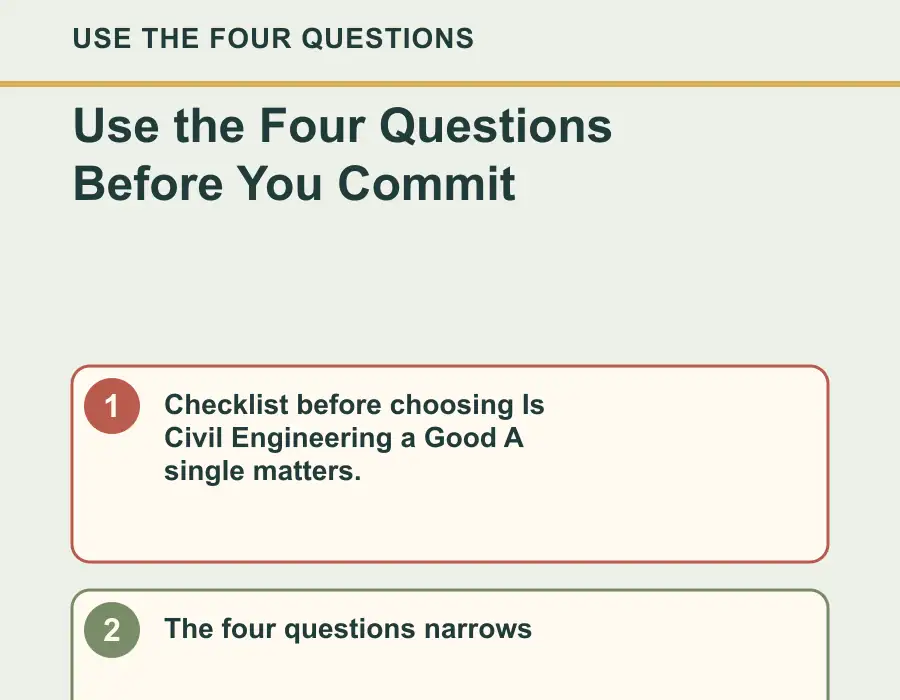 USE THE FOUR QUESTIONS
Use the Four Questions
Before You Commit
1
Checklist before choosing Is
Civil Engineering a Good A
single matters.
2
The four questions narrows